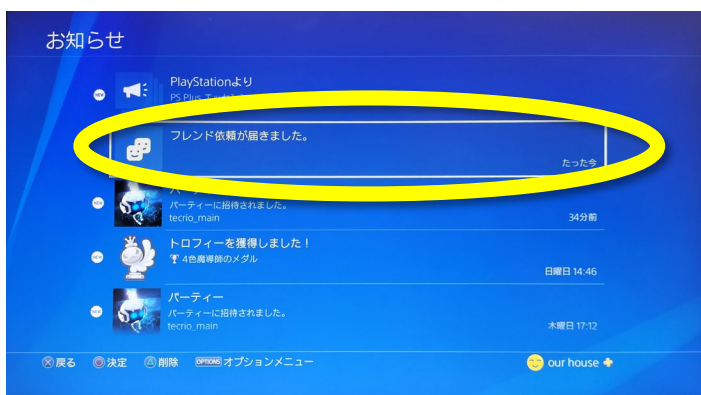 お知らせ
PlayStationより
PS Plus
フレンド依頼が届きました。
たった今
NEW
NEW
パーティーに招待されました。
tecrio_main
34分前
NEW
トロフィーを獲得しました！
4色魔導師のメダル
日曜日 14:46
NEW
パーティー
パーティーに招待されました。
tecrio_main
木曜日 17:12
戻る
決定
削除
OPTIONS オプションメニュー
our house